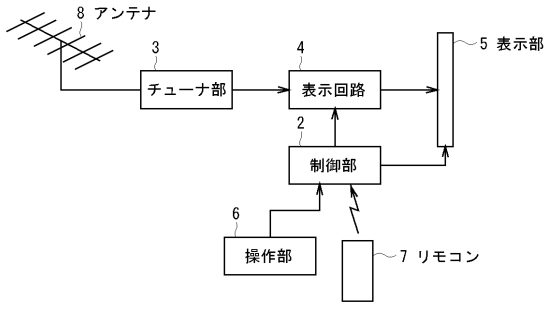 8 アンテナ
3
チューナ部
4
表示回路
5 表示部
2
制御部
6
操作部
7 リモコン